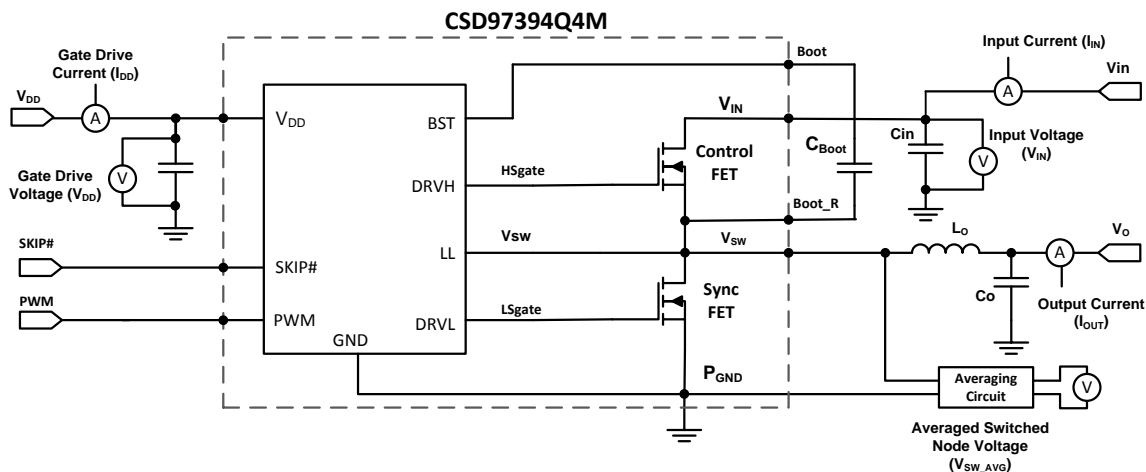 CSD97394Q4M
Gate Drive
Current (IDD)
Input Current (IIN)
Boot
Vin
VDD
A
A
VIN
VDD
BST
Cin
Input Voltage
(VIN)
CBoot
Control
FET
V
V
Gate Drive
Voltage (VDD)
DRVH
HSgate
Boot_R
SKIP#
Vsw
VSW
LO
VO
LL
A
SKIP#
Sync
FET
Co
Output Current
(IOUT)
PWM
LSgate
PWM
DRVL
GND
PGND
Averaging
Circuit
V
Averaged Switched
Node Voltage
(VSW_AVG)